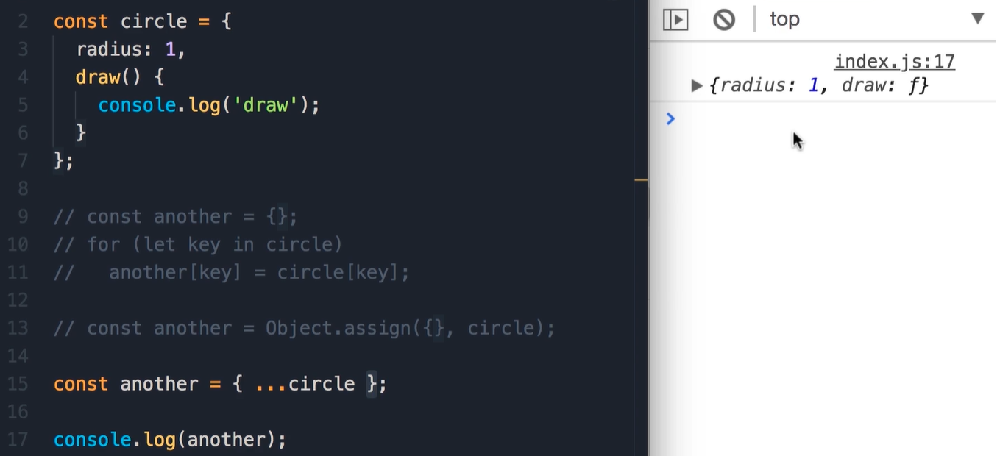 2 const circle = {
3   radius: 1,
4   draw() {
5     console.log('draw');
6   }
7 };
8
9 // const another = {};
10 // for (let key in circle)
11 //   another[key] = circle[key];
12
13 // const another = Object.assign({}, circle);
14
15 const another = { ...circle };
16
17 console.log(another);
top
index.js:17
{radius: 1, draw: ƒ}